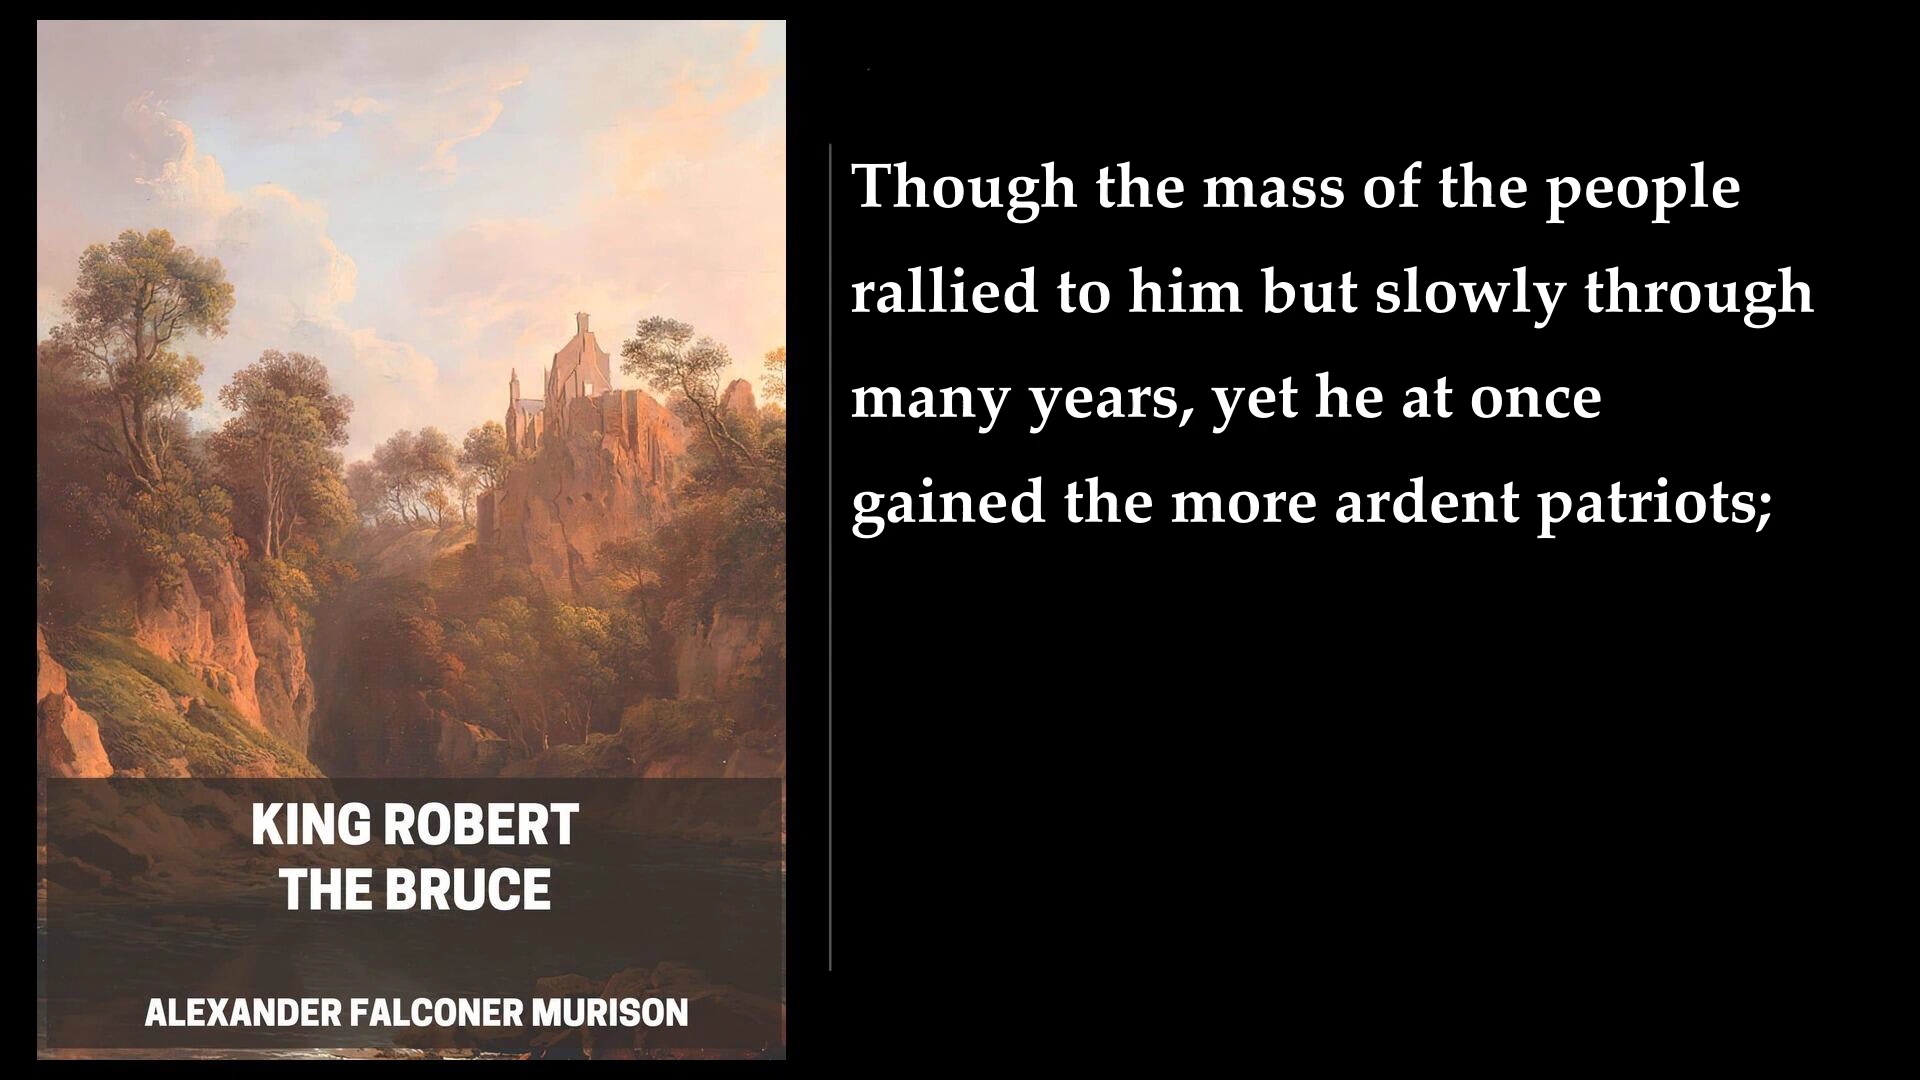 KING ROBERT
THE BRUCE
ALEXANDER FALCONER MURISON
Though the mass of the people
rallied to him but slowly through
many years, yet he at once
gained the more ardent patriots;